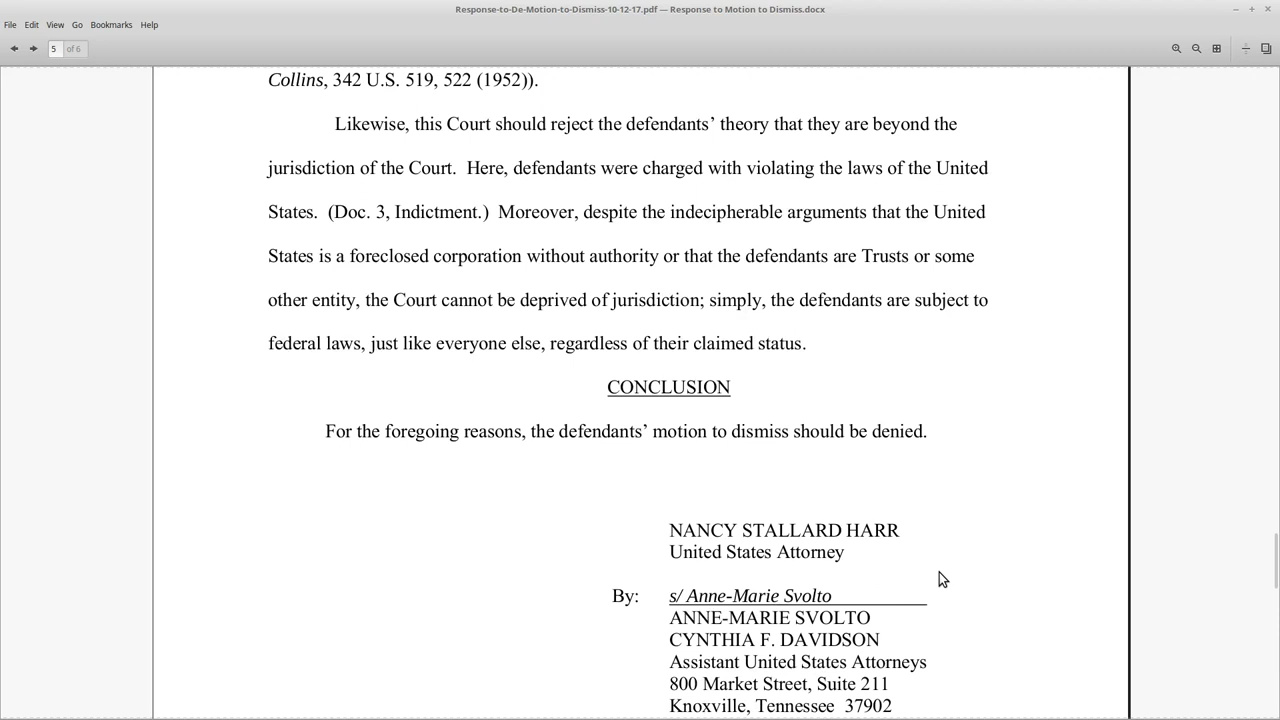 Response-to-De-Motion-to-Dismiss-10-12-17.pdf — Response to Motion to Dismiss.docx
File Edit View Go Bookmarks Help
5 of 6
Collins, 342 U.S. 519, 522 (1952)).
Likewise, this Court should reject the defendants’ theory that they are beyond the
jurisdiction of the Court.  Here, defendants were charged with violating the laws of the United
States.  (Doc. 3, Indictment.)  Moreover, despite the indecipherable arguments that the United
States is a foreclosed corporation without authority or that the defendants are Trusts or some
other entity, the Court cannot be deprived of jurisdiction; simply, the defendants are subject to
federal laws, just like everyone else, regardless of their claimed status.
CONCLUSION
For the foregoing reasons, the defendants’ motion to dismiss should be denied.
NANCY STALLARD HARR
United States Attorney
By: s/ Anne-Marie Svolto
ANNE-MARIE SVOLTO
CYNTHIA F. DAVIDSON
Assistant United States Attorneys
800 Market Street, Suite 211
Knoxville, Tennessee  37902